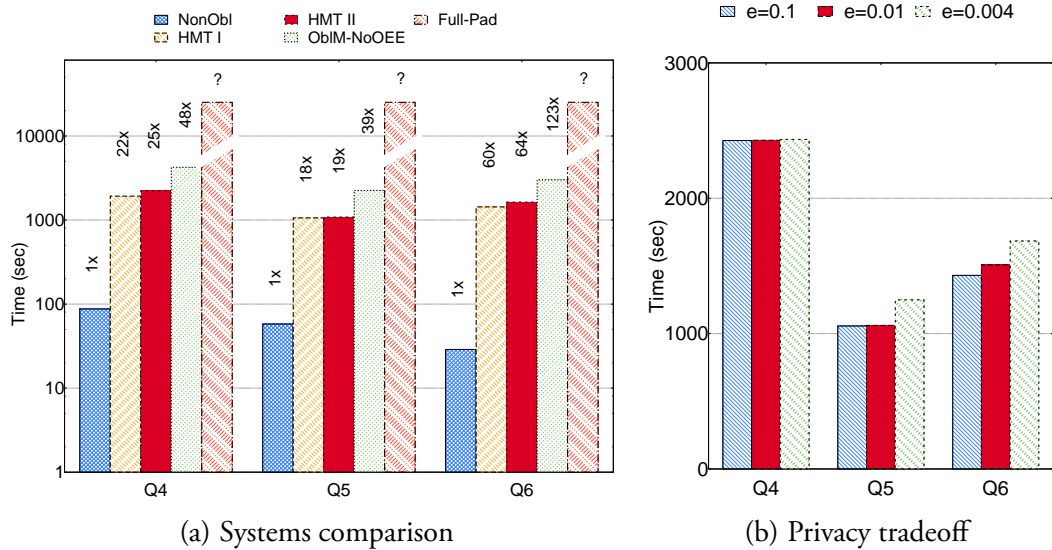 NonObl HMT II Full-Pad
HMT I OblM-NoOEE
Time (sec)
10000
1000
100
10
1
1x 22x 25x 48x ?
1x 18x 19x 39x ?
1x 60x 64x 123x ?
Q4 Q5 Q6
(a) Systems comparison
e=0.1 e=0.01 e=0.004
Time (sec)
3000
2000
1000
0
Q4 Q5 Q6
(b) Privacy tradeoff